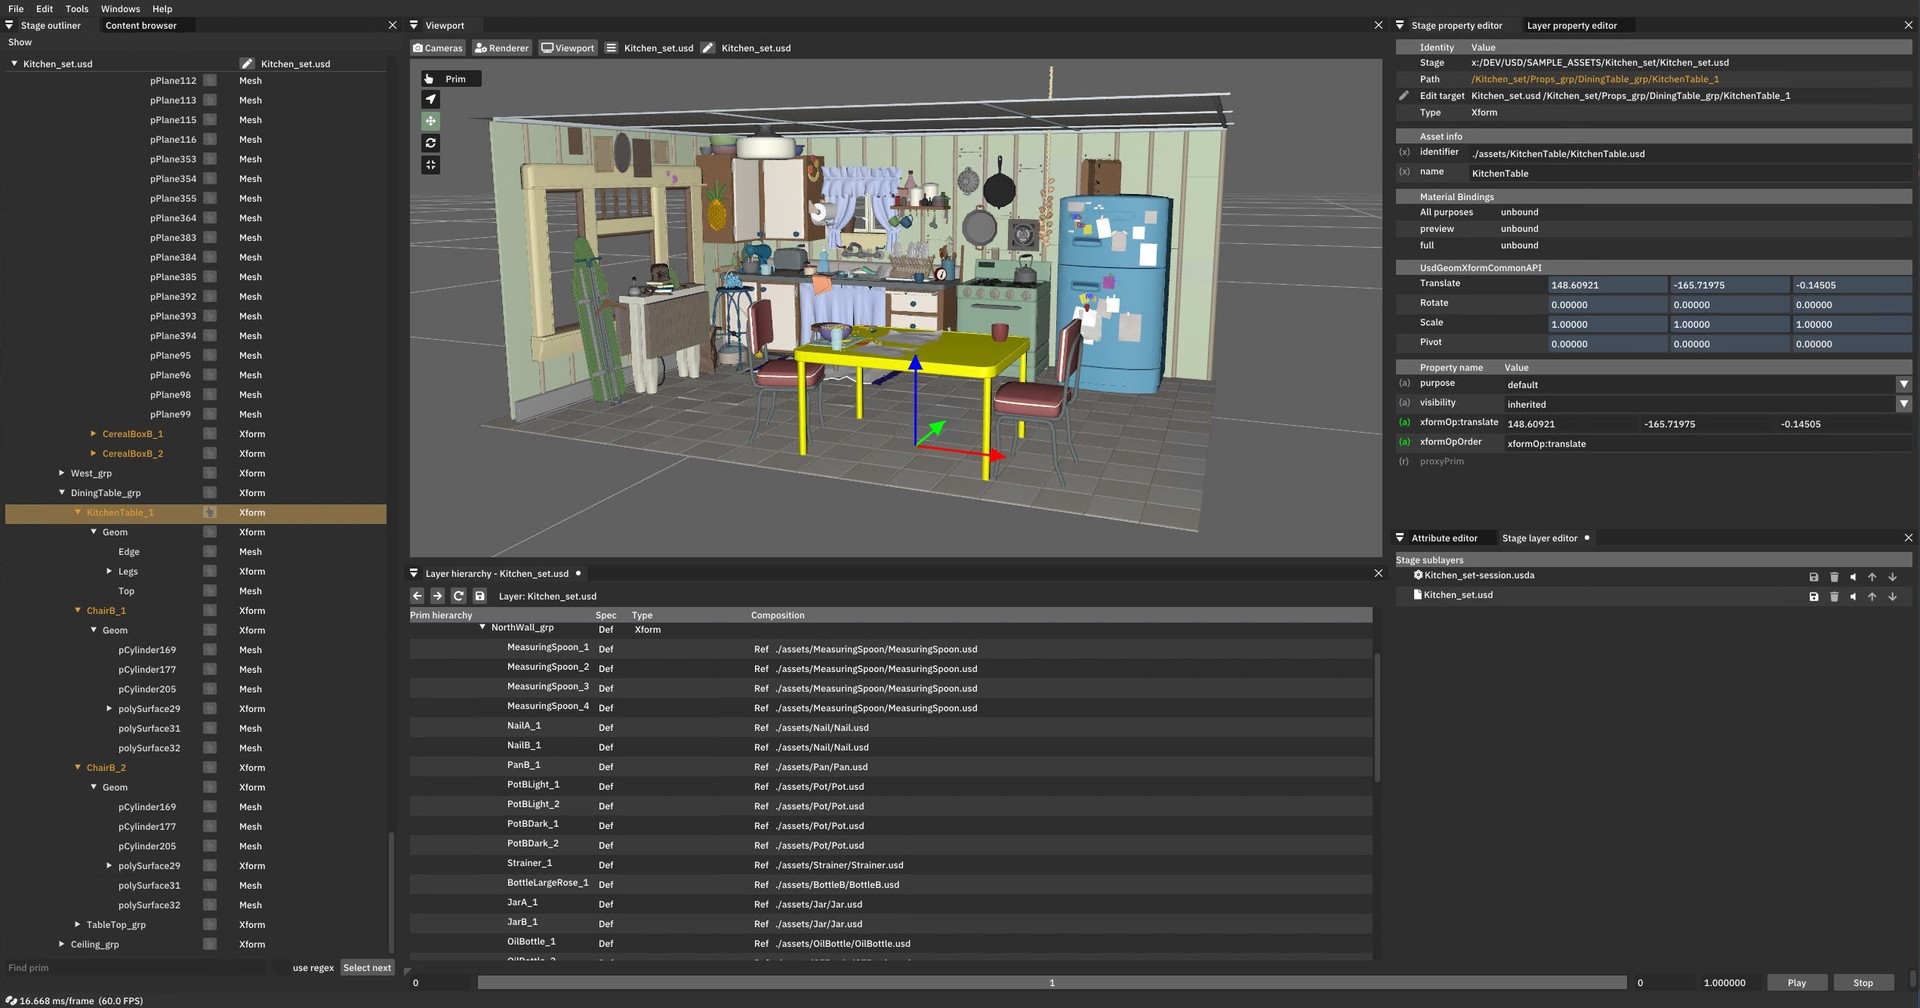 File Edit Tools Windows Help
Stage outliner Content browser
Show
Kitchen_set.usd Kitchen_set.usd
pPlane112 Mesh
pPlane113 Mesh
pPlane115 Mesh
pPlane116 Mesh
pPlane353 Mesh
pPlane354 Mesh
pPlane355 Mesh
pPlane364 Mesh
pPlane383 Mesh
pPlane384 Mesh
pPlane385 Mesh
pPlane392 Mesh
pPlane393 Mesh
pPlane394 Mesh
pPlane95 Mesh
pPlane96 Mesh
pPlane98 Mesh
pPlane99 Mesh
CerealBoxB_1 Xform
CerealBoxB_2 Xform
West_grp Xform
DiningTable_grp Xform
KitchenTable_1 Xform
Geom Xform
Edge Mesh
Legs Xform
Top Mesh
ChairB_1 Xform
Geom Xform
pCylinder169 Mesh
pCylinder177 Mesh
pCylinder205 Mesh
polySurface29 Xform
polySurface31 Mesh
polySurface32 Mesh
ChairB_2 Xform
Geom Xform
pCylinder169 Mesh
pCylinder177 Mesh
pCylinder205 Mesh
polySurface29 Xform
polySurface31 Mesh
polySurface32 Mesh
TableTop_grp Xform
Ceiling_grp Xform
Find prim use regex Select next
16.668 ms/frame (60.0 FPS)
Viewport
Cameras Renderer Viewport Kitchen_set.usd Kitchen_set.usd
Prim
Layer hierarchy - Kitchen_set.usd
Layer: Kitchen_set.usd
Prim hierarchy Spec Type Composition
NorthWall_grp Def Xform
MeasuringSpoon_1 Def Ref ./assets/MeasuringSpoon/MeasuringSpoon.usd
MeasuringSpoon_2 Def Ref ./assets/MeasuringSpoon/MeasuringSpoon.usd
MeasuringSpoon_3 Def Ref ./assets/MeasuringSpoon/MeasuringSpoon.usd
MeasuringSpoon_4 Def Ref ./assets/MeasuringSpoon/MeasuringSpoon.usd
NailA_1 Def Ref ./assets/Nail/Nail.usd
NailB_1 Def Ref ./assets/Nail/Nail.usd
PanB_1 Def Ref ./assets/Pan/Pan.usd
PotBLight_1 Def Ref ./assets/Pot/Pot.usd
PotBLight_2 Def Ref ./assets/Pot/Pot.usd
PotBDark_1 Def Ref ./assets/Pot/Pot.usd
PotBDark_2 Def Ref ./assets/Pot/Pot.usd
Strainer_1 Def Ref ./assets/Strainer/Strainer.usd
BottleLargeRose_1 Def Ref ./assets/BottleB/BottleB.usd
JarA_1 Def Ref ./assets/Jar/Jar.usd
JarB_1 Def Ref ./assets/Jar/Jar.usd
OilBottle_1 Def Ref ./assets/OilBottle/OilBottle.usd
0 1 0 1.000000 Play Stop
Stage property editor Layer property editor
Identity Value
Stage x:/DEV/USD/SAMPLE_ASSETS/Kitchen_set/Kitchen_set.usd
Path /Kitchen_set/Props_grp/DiningTable_grp/KitchenTable_1
Edit target Kitchen_set.usd /Kitchen_set/Props_grp/DiningTable_grp/KitchenTable_1
Type Xform
Asset info
(x) identifier ./assets/KitchenTable/KitchenTable.usd
(x) name KitchenTable
Material Bindings
All purposes unbound
preview unbound
full unbound
UsdGeomXformCommonAPI
Translate 148.60921 -165.71975 -0.14505
Rotate 0.00000 0.00000 0.00000
Scale 1.00000 1.00000 1.00000
Pivot 0.00000 0.00000 0.00000
Property name Value
(a) purpose default
(a) visibility inherited
(a) xformOp:translate 148.60921 -165.71975 -0.14505
(a) xformOpOrder xformOp:translate
(r) proxyPrim
Attribute editor Stage layer editor
Stage sublayers
Kitchen_set-session.usda
Kitchen_set.usd